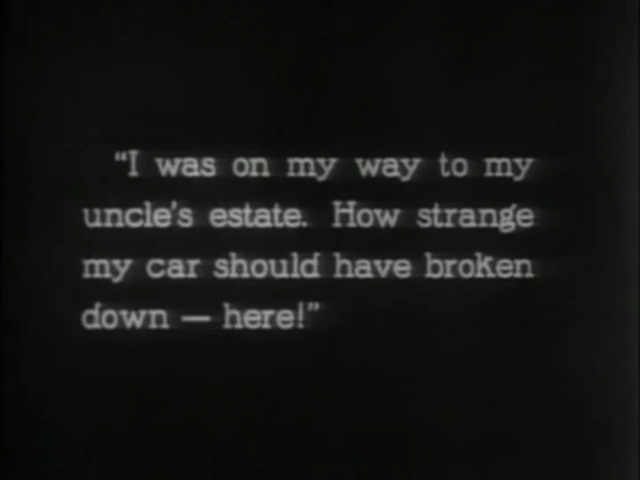 “I was on my way to my
uncle’s estate. How strange
my car should have broken
down — here!”